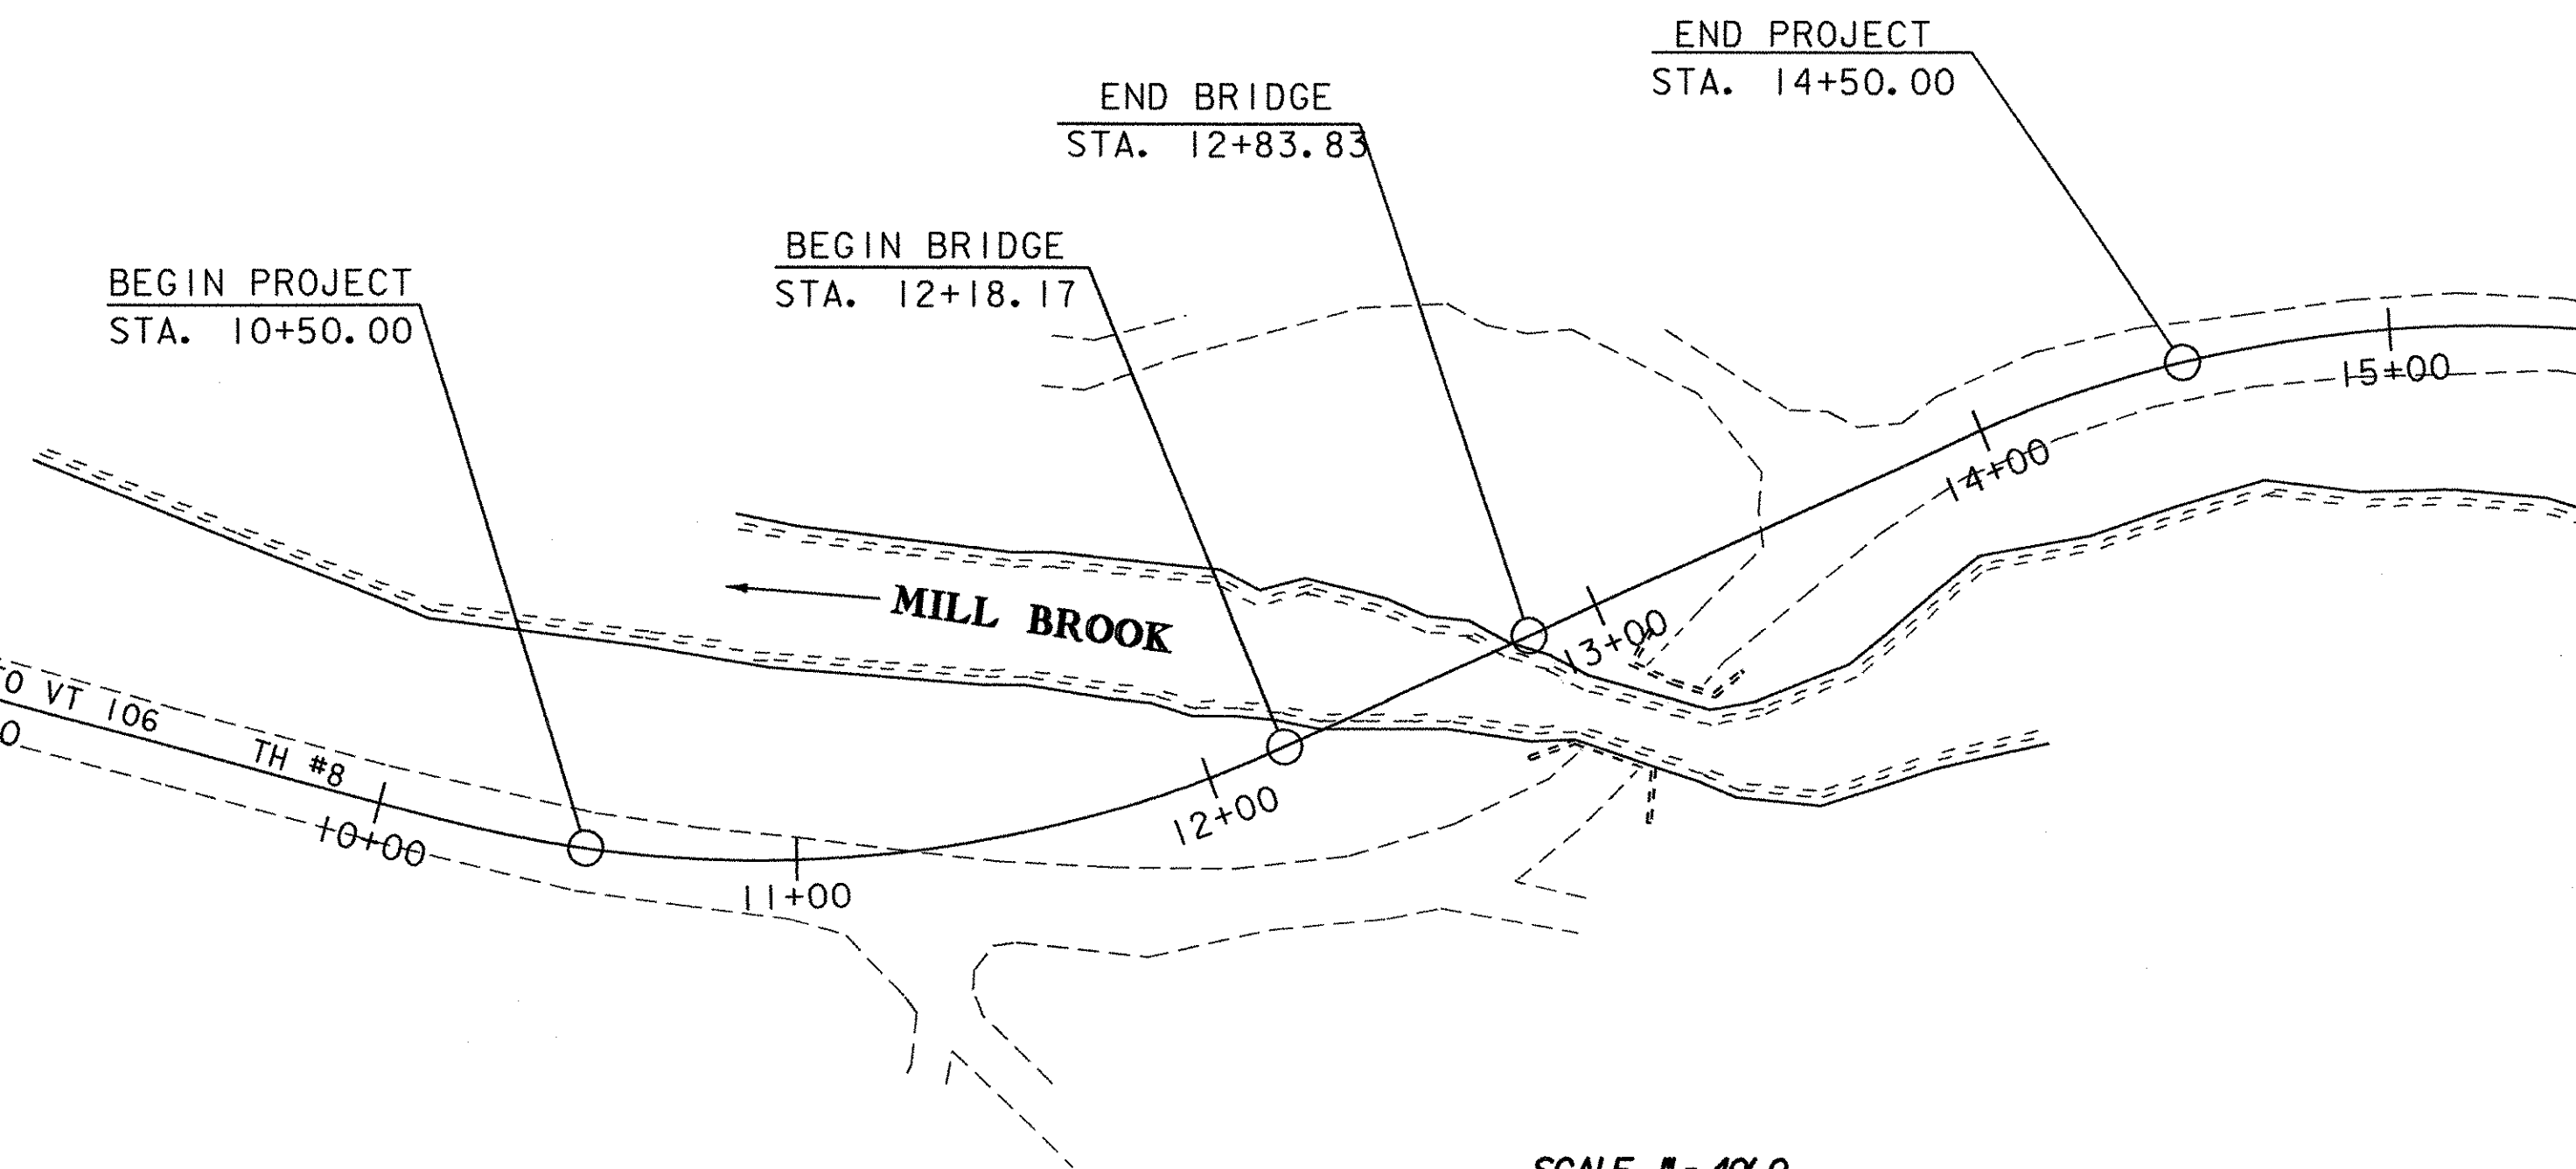 END PROJECT
STA. 14+50.00
END BRIDGE
STA. 12+83.83
BEGIN BRIDGE
STA. 12+18.17
BEGIN PROJECT
STA. 10+50.00
15+00
14+00
MILL BROOK
13+00
TO VT 106
TH #8
12+00
10+00
11+00
SCALE